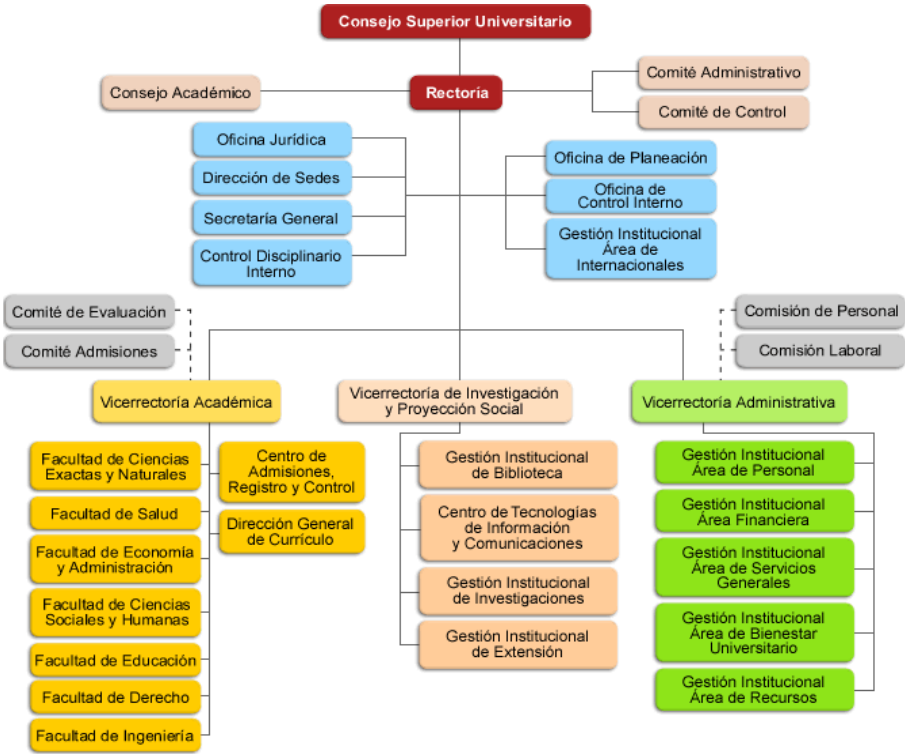 Consejo Superior Universitario
Consejo Académico
Rectoría
Comité Administrativo
Comité de Control
Oficina Jurídica
Dirección de Sedes
Secretaría General
Control Disciplinario
Interno
Oficina de Planeación
Oficina de
Control Interno
Gestión Institucional
Área de
Internacionales
Comité de Evaluación
Comité Admisiones
Comisión de Personal
Comisión Laboral
Vicerrectoría Académica
Facultad de Ciencias
Exactas y Naturales
Facultad de Salud
Facultad de Economía
y Administración
Facultad de Ciencias
Sociales y Humanas
Facultad de Educación
Facultad de Derecho
Facultad de Ingeniería
Centro de
Admisiones,
Registro y Control
Dirección General
de Currículo
Vicerrectoría de Investigación
y Proyección Social
Gestión Institucional
de Biblioteca
Centro de Tecnologías
de Información
y Comunicaciones
Gestión Institucional
de Investigaciones
Gestión Institucional
de Extensión
Vicerrectoría Administrativa
Gestión Institucional
Área de Personal
Gestión Institucional
Área Financiera
Gestión Institucional
Área de Servicios
Generales
Gestión Institucional
Área de Bienestar
Universitario
Gestión Institucional
Área de Recursos